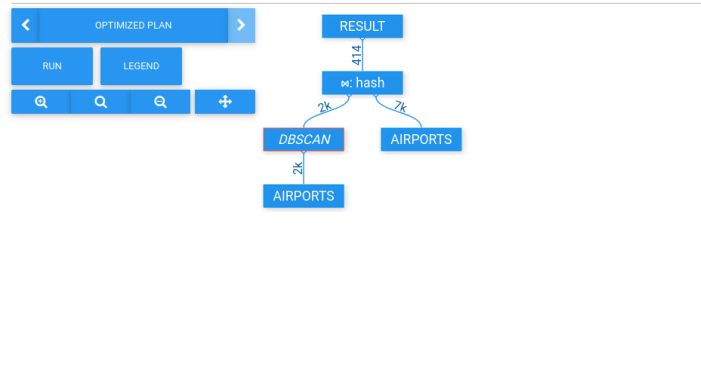 OPTIMIZED PLAN
RUN
LEGEND
RESULT
414
⋈: hash
2k
7k
DBSCAN
AIRPORTS
2k
AIRPORTS